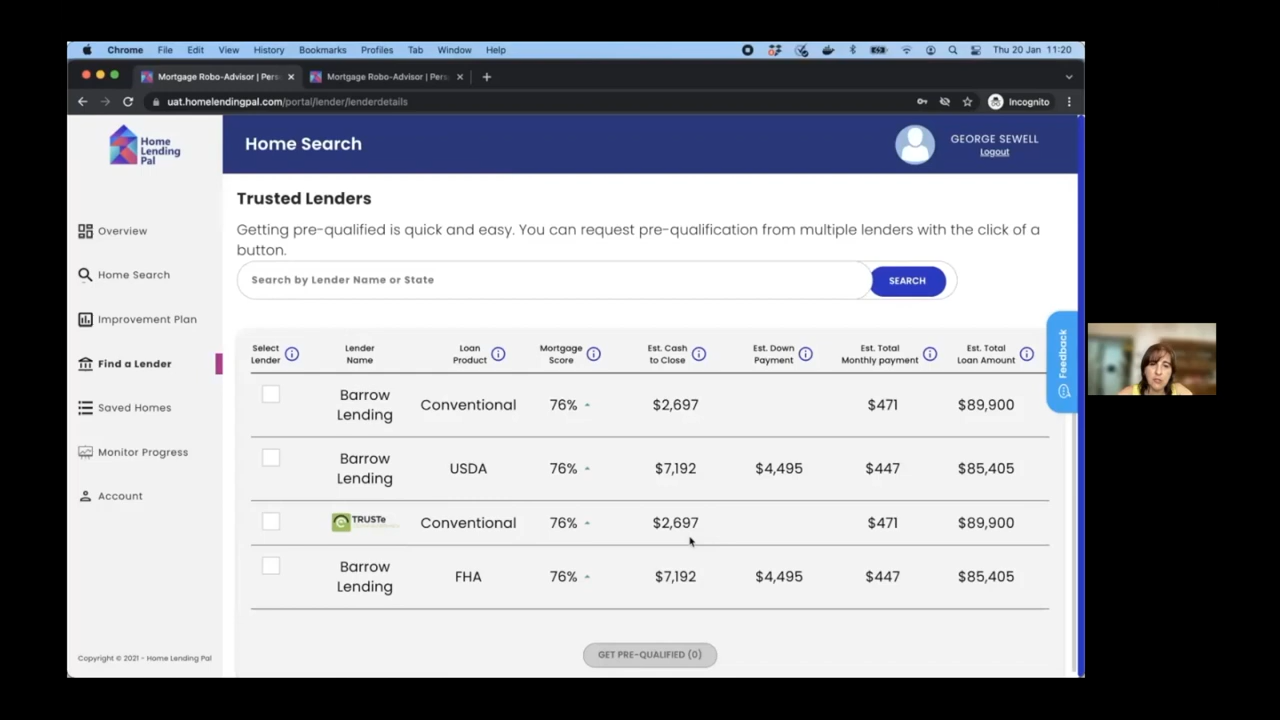 Chrome File Edit View History Bookmarks Profiles Tab Window Help Thu 20 Jan 11:20
Mortgage Robo-Advisor | Pers Mortgage Robo-Advisor | Pers
uat.homelendingpal.com/portal/lender/lenderdetails Incognito
Home
Lending
Pal
Home Search
GEORGE SEWELL
Logout
Overview
Home Search
Improvement Plan
Find a Lender
Saved Homes
Monitor Progress
Account
Copyright © 2021 - Home Lending Pal
Trusted Lenders
Getting pre-qualified is quick and easy. You can request pre-qualification from multiple lenders with the click of a
button.
Search by Lender Name or State SEARCH
Feedback
Select Lender Lender Name Loan Product Mortgage Score Est. Cash to Close Est. Down Payment Est. Total Monthly payment Est. Total Loan Amount
Barrow Lending Conventional 76% $2,697 $471 $89,900
Barrow Lending USDA 76% $7,192 $4,495 $447 $85,405
TRUSTe Conventional 76% $2,697 $471 $89,900
Barrow Lending FHA 76% $7,192 $4,495 $447 $85,405
GET PRE-QUALIFIED (0)